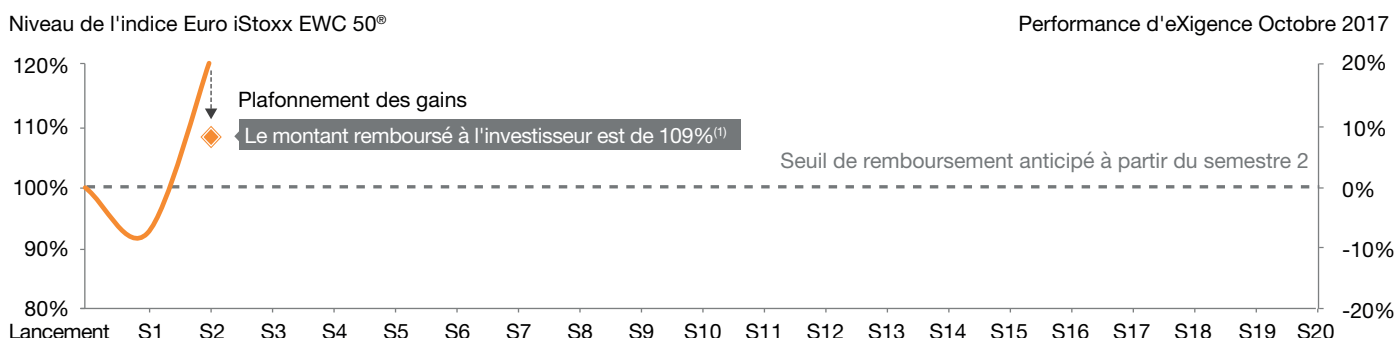 Niveau de l'indice Euro iStoxx EWC 50®
Performance d'eXigence Octobre 2017
120%
20%
Plafonnement des gains
110%
Le montant remboursé à l'investisseur est de 109%(1)
10%
Seuil de remboursement anticipé à partir du semestre 2
100%
0%
90%
-10%
80%
-20%
Lancement S1 S2 S3 S4 S5 S6 S7 S8 S9 S10 S11 S12 S13 S14 S15 S16 S17 S18 S19 S20